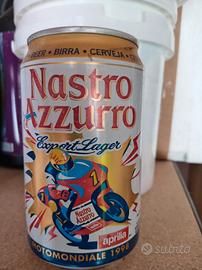 BEER • BIRRA • CERVEJA •
Nastro
Azzurro
Export Lager
Nastro
Azzurro
aprilia
MOTOMONDIALE 1998
subito